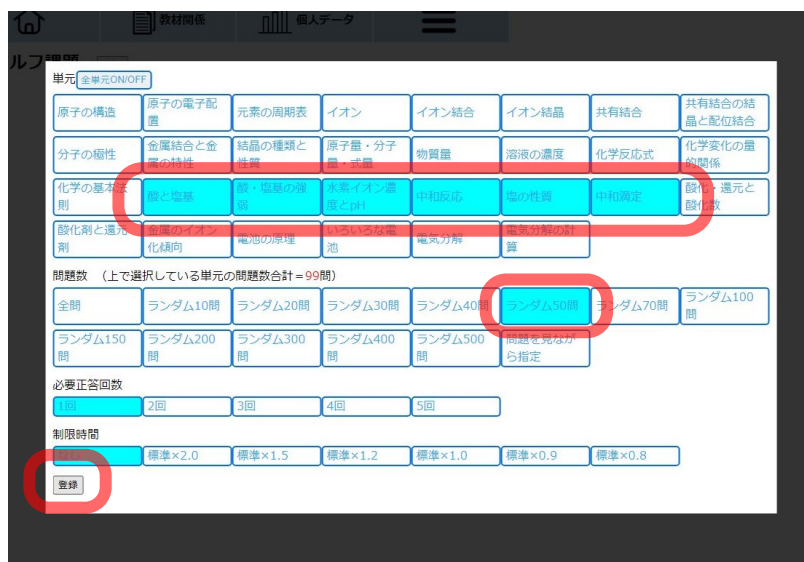 教材関係
個人データ
ルフ課題
単元 全単元ON/OFF
原子の構造
原子の電子配
置
元素の周期表
イオン
イオン結合
イオン結晶
共有結合
共有結合の結
晶と配位結合
分子の極性
金属結合と金
属の特性
結晶の種類と
性質
原子量・分子
量・式量
物質量
溶液の濃度
化学反応式
化学変化の量
的関係
化学の基本法
則
酸と塩基
酸・塩基の強
弱
水素イオン濃
度とpH
中和反応
塩の性質
中和滴定
酸化・還元と
酸化数
酸化剤と還元
剤
金属のイオン
化傾向
電池の原理
いろいろな電
池
電気分解
電気分解の計
算
問題数 （上で選択している単元の問題数合計＝99問）
全問
ランダム10問
ランダム20問
ランダム30問
ランダム40問
ランダム50問
ランダム70問
ランダム100
問
ランダム150
問
ランダム200
問
ランダム300
問
ランダム400
問
ランダム500
問
問題を見なが
ら指定
必要正答回数
1回
2回
3回
4回
5回
制限時間
なし
標準×2.0
標準×1.5
標準×1.2
標準×1.0
標準×0.9
標準×0.8
登録